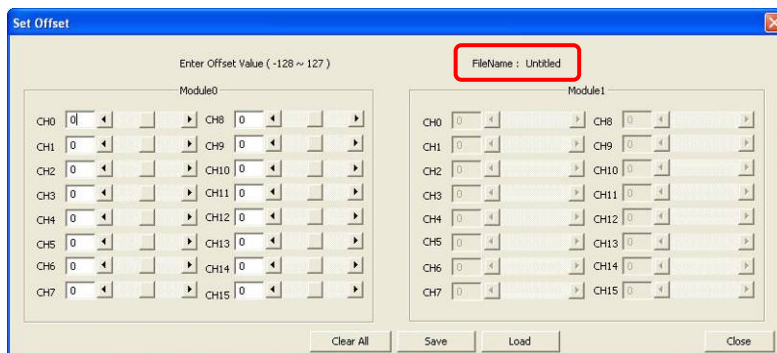 Set Offset
Enter Offset Value ( -128 ~ 127 )
FileName : Untitled
Module0
CH0 0 CH8 0
CH1 0 CH9 0
CH2 0 CH10 0
CH3 0 CH11 0
CH4 0 CH12 0
CH5 0 CH13 0
CH6 0 CH14 0
CH7 0 CH15 0
Module1
CH0 0 CH8 0
CH1 0 CH9 0
CH2 0 CH10 0
CH3 0 CH11 0
CH4 0 CH12 0
CH5 0 CH13 0
CH6 0 CH14 0
CH7 0 CH15 0
Clear All Save Load Close